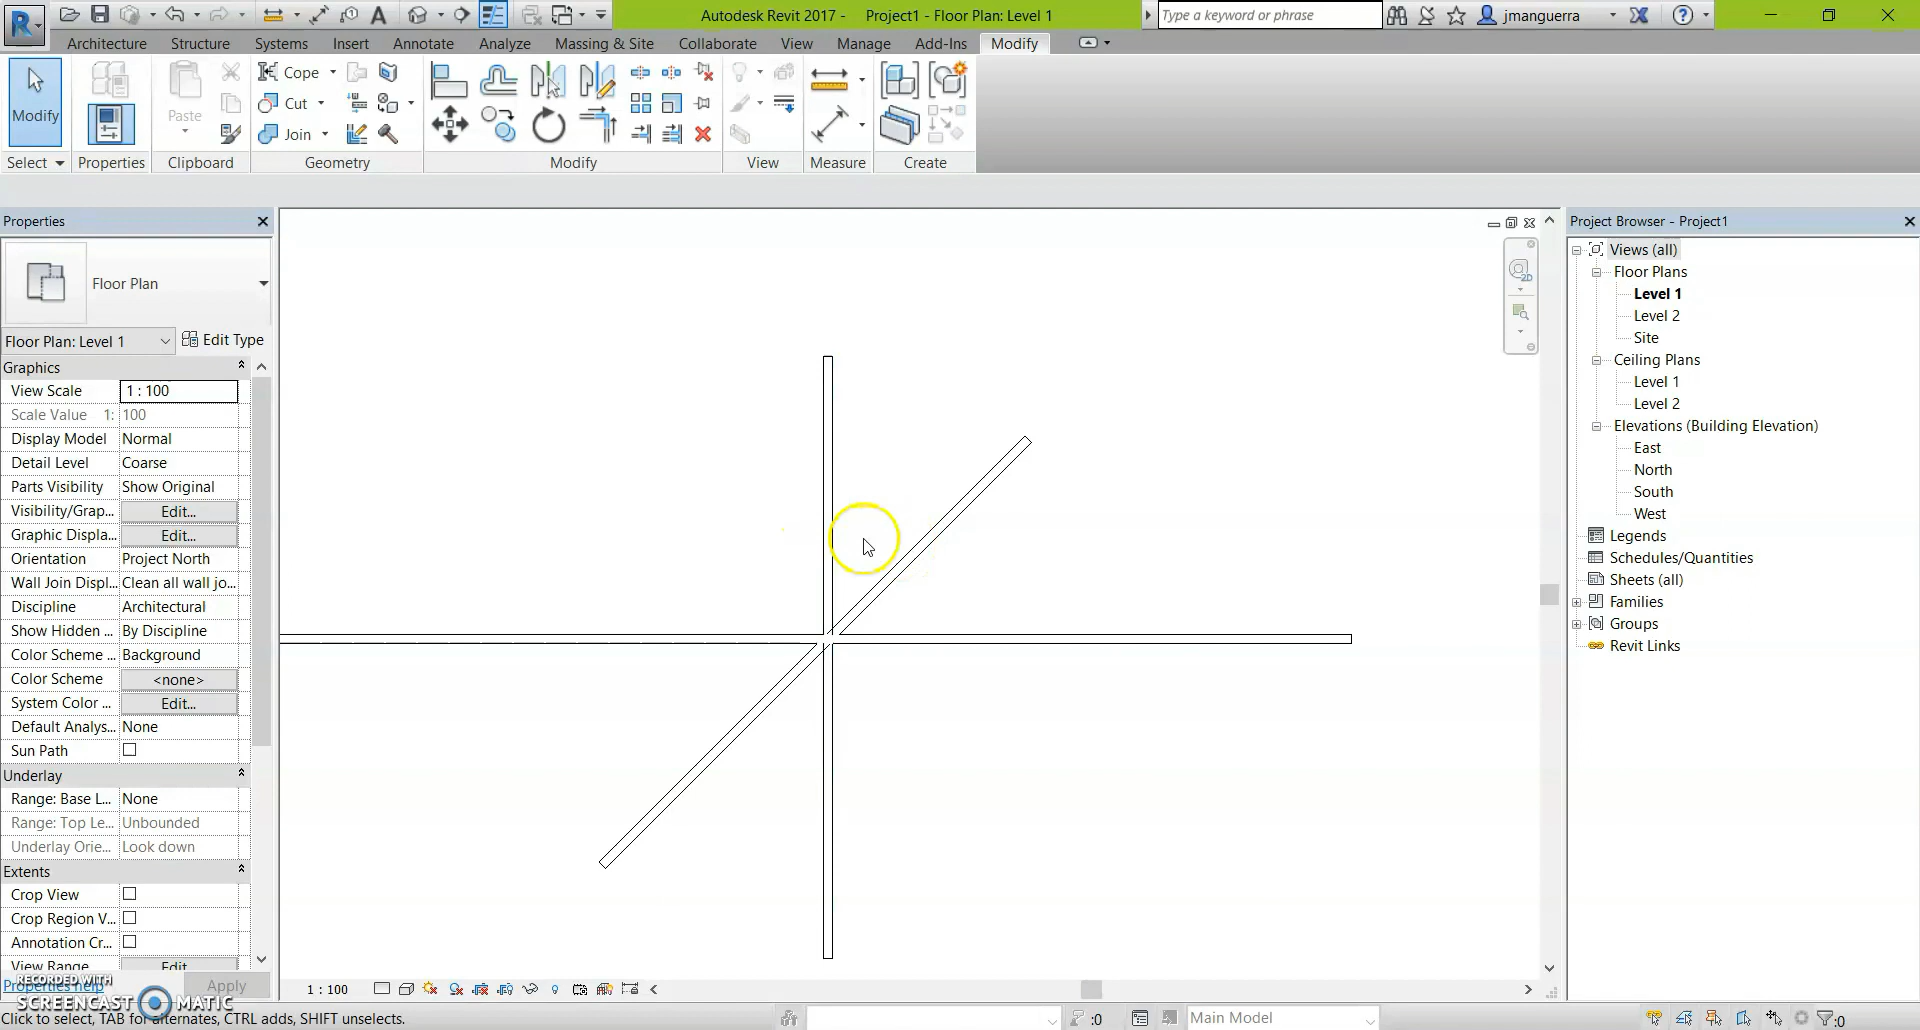 Autodesk Revit 2017 - Project1 - Floor Plan: Level 1
Type a keyword or phrase
jmanguerra
Architecture Structure Systems Insert Annotate Analyze Massing & Site Collaborate View Manage Add-Ins Modify
Modify
Paste
Cope
Cut
Join
Select Properties Clipboard Geometry Modify View Measure Create
Properties
Floor Plan
Floor Plan: Level 1
Edit Type
Graphics
View Scale 1 : 100
Scale Value 1: 100
Display Model Normal
Detail Level Coarse
Parts Visibility Show Original
Visibility/Grap... Edit...
Graphic Displa... Edit...
Orientation Project North
Wall Join Displ... Clean all wall jo...
Discipline Architectural
Show Hidden ... By Discipline
Color Scheme ... Background
Color Scheme <none>
System Color ... Edit...
Default Analys... None
Sun Path
Underlay
Range: Base L... None
Range: Top Le... Unbounded
Underlay Orie... Look down
Extents
Crop View
Crop Region V...
Annotation Cr...
View Range Edit...
Properties help
Apply
RECORDED WITH
SCREENCAST MATIC
1 : 100
Click to select, TAB for alternates, CTRL adds, SHIFT unselects.
:0
Main Model
:0
2D
Project Browser - Project1
Views (all)
Floor Plans
Level 1
Level 2
Site
Ceiling Plans
Level 1
Level 2
Elevations (Building Elevation)
East
North
South
West
Legends
Schedules/Quantities
Sheets (all)
Families
Groups
Revit Links